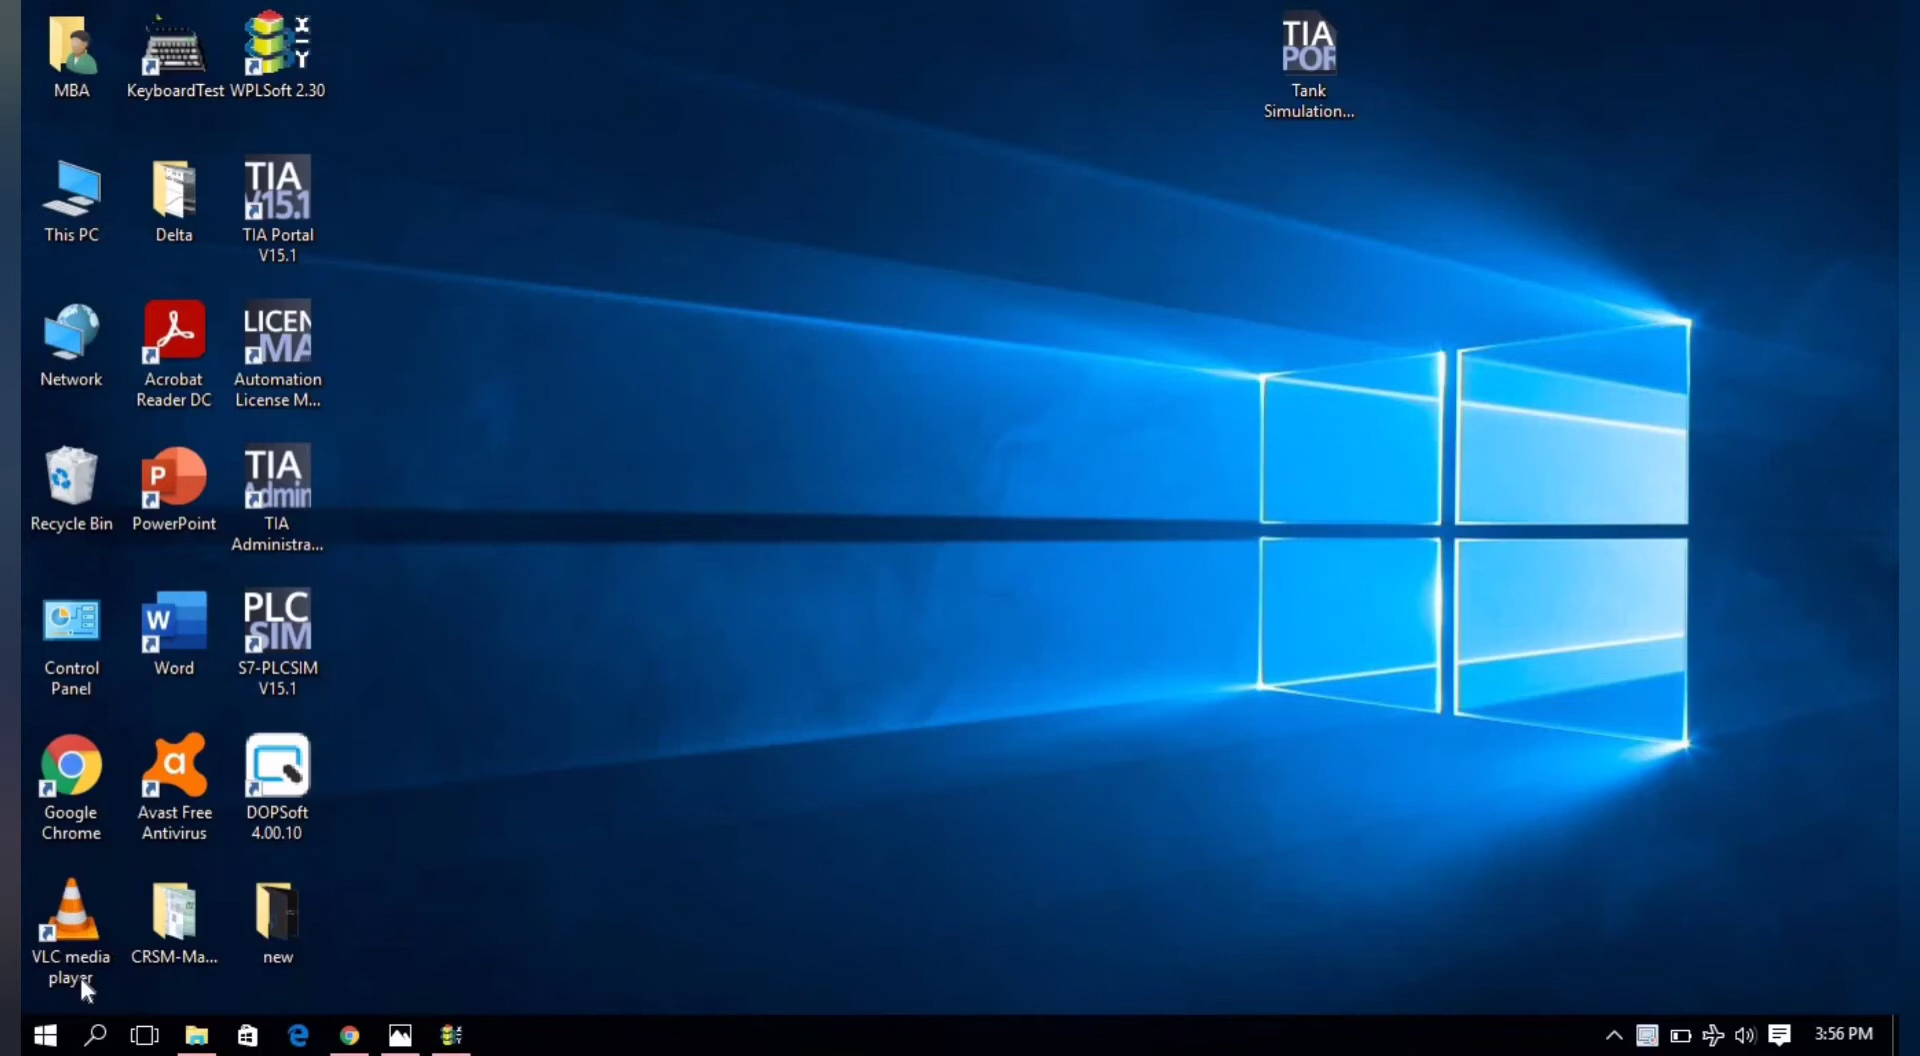 MBA
KeyboardTest
WPLSoft 2.30
X
Y
TIA
POR
Tank
Simulation...
This PC
Delta
TIA
V15.1
TIA Portal
V15.1
Network
Acrobat
Reader DC
LICEN
MA
Automation
License M...
Recycle Bin
P
PowerPoint
TIA
Admin
TIA
Administra...
Control
Panel
W
Word
PLC
SIM
S7-PLCSIM
V15.1
Google
Chrome
a
Avast Free
Antivirus
DOPSoft
4.00.10
VLC media
player
CRSM-Ma...
new
3:56 PM